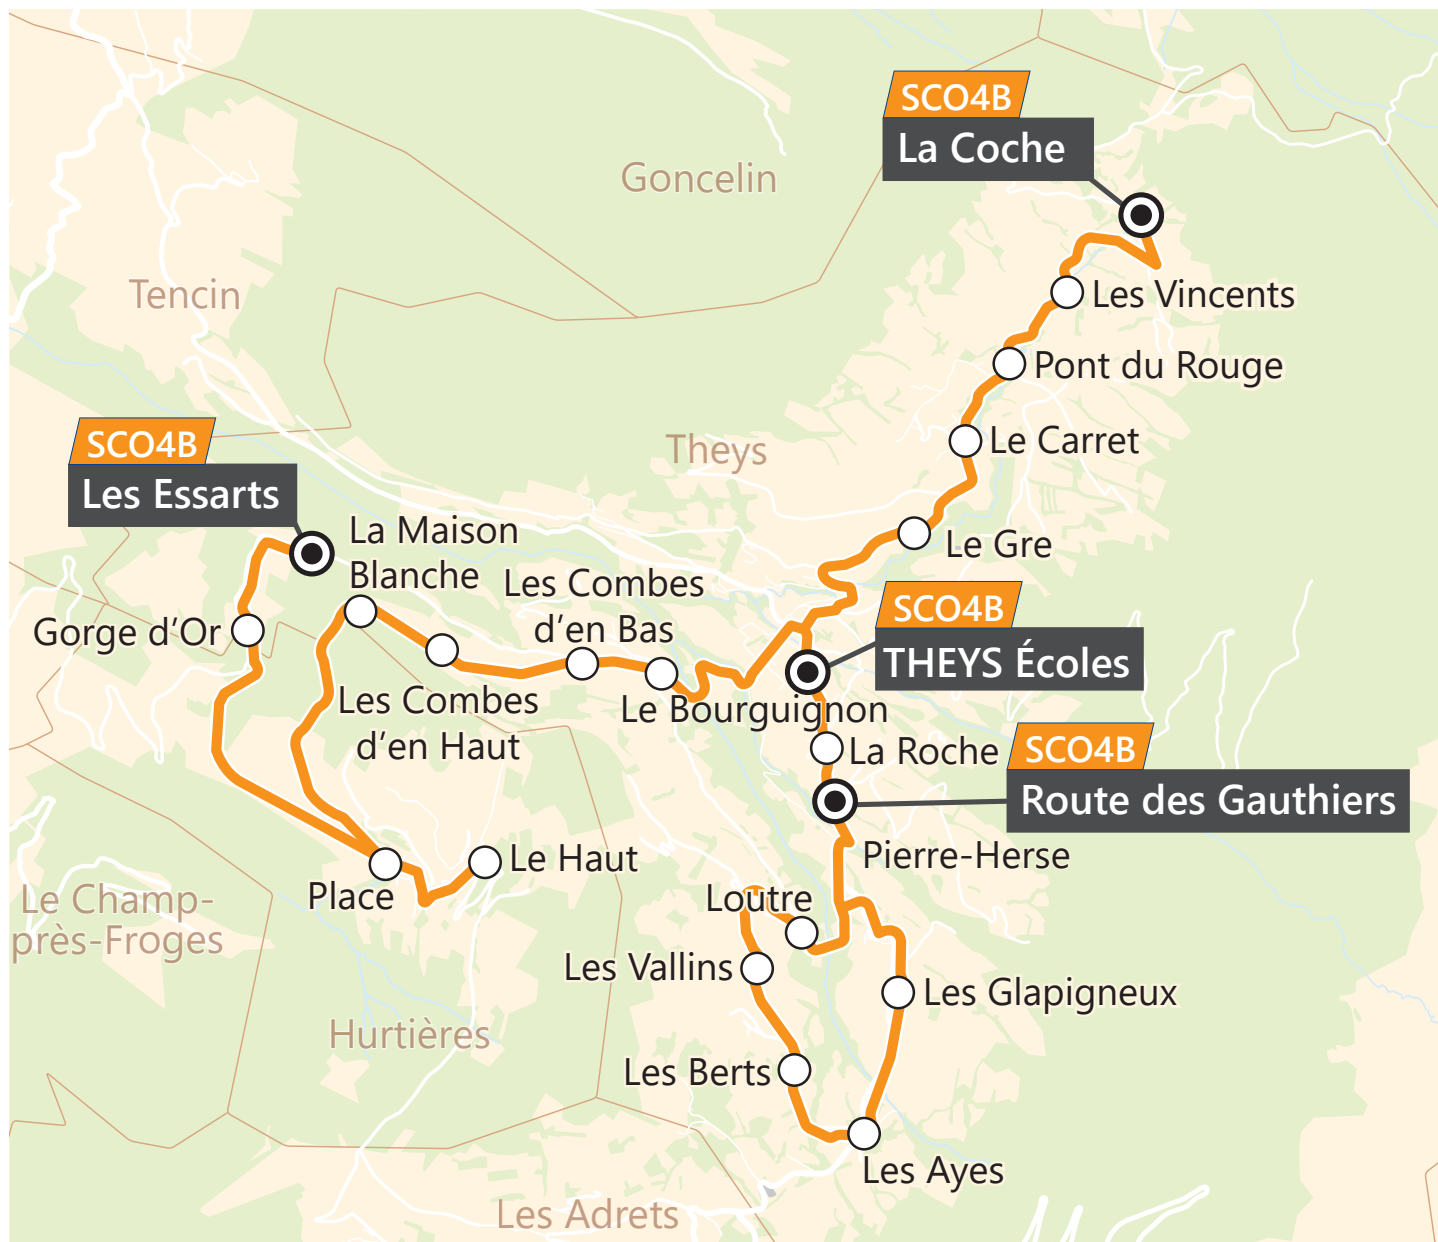 SCO4B
La Coche
Goncelin
Tencin
Les Vincents
Pont du Rouge
Theys
Le Carret
SCO4B
Les Essarts
La Maison
Blanche
Le Gre
Les Combes
d'en Bas
SCO4B
THEYS Écoles
Gorge d'Or
Les Combes
d'en Haut
Le Bourguignon
La Roche
SCO4B
Route des Gauthiers
Pierre-Herse
Le Haut
Place
Loutre
Le Champ-
près-Froges
Les Vallins
Les Glapigneux
Hurtières
Les Berts
Les Ayes
Les Adrets